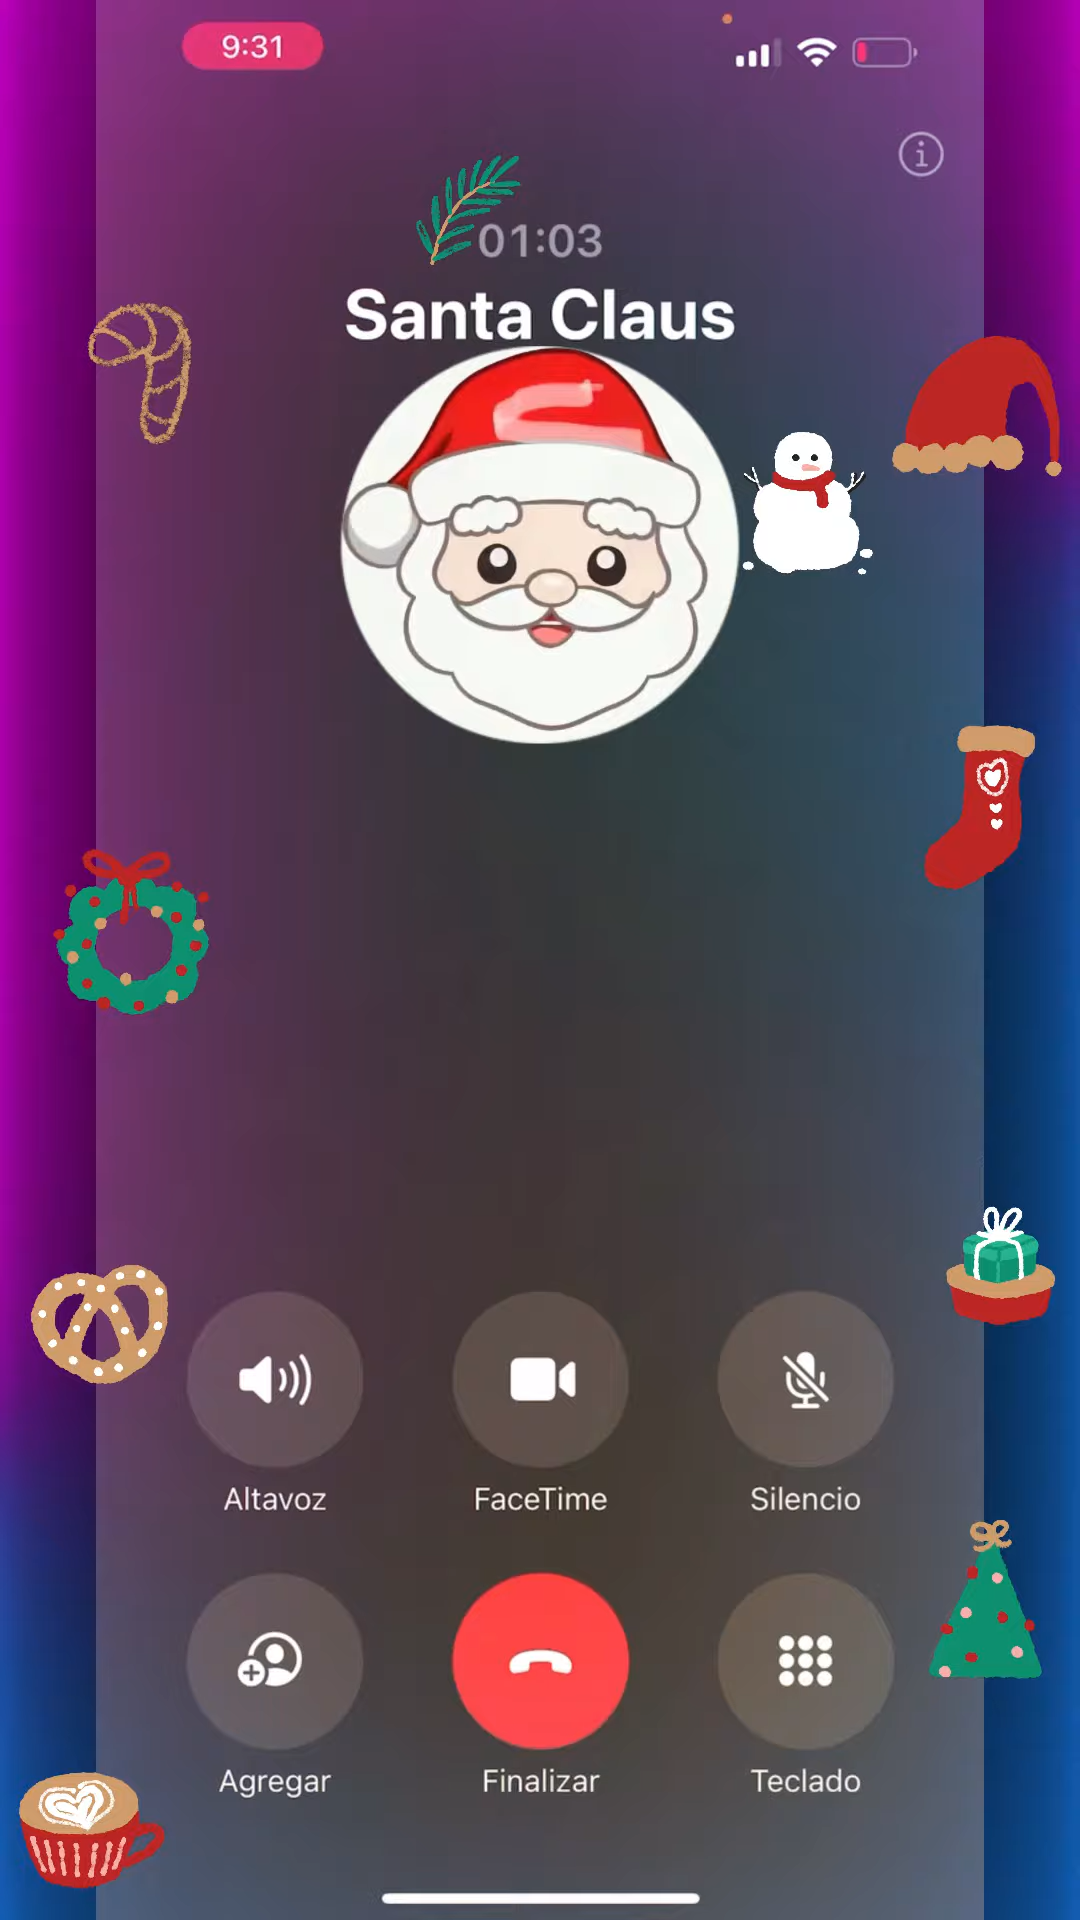 9:31
01:03
Santa Claus
Altavoz
FaceTime
Silencio
Agregar
Finalizar
Teclado